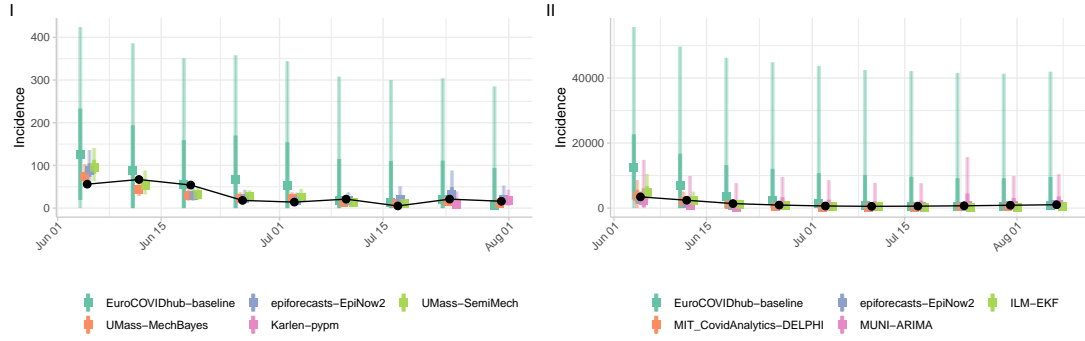 I
Incidence
400
300
200
100
0
Jun 01
Jun 15
Jul 01
Jul 15
Aug 01
EuroCOVIDhub−baseline
epiforecasts−EpiNow2
UMass−SemiMech
UMass−MechBayes
Karlen−pypm
II
Incidence
40000
20000
0
Jun 01
Jun 15
Jul 01
Jul 15
Aug 01
EuroCOVIDhub−baseline
epiforecasts−EpiNow2
ILM−EKF
MIT_CovidAnalytics−DELPHI
MUNI−ARIMA